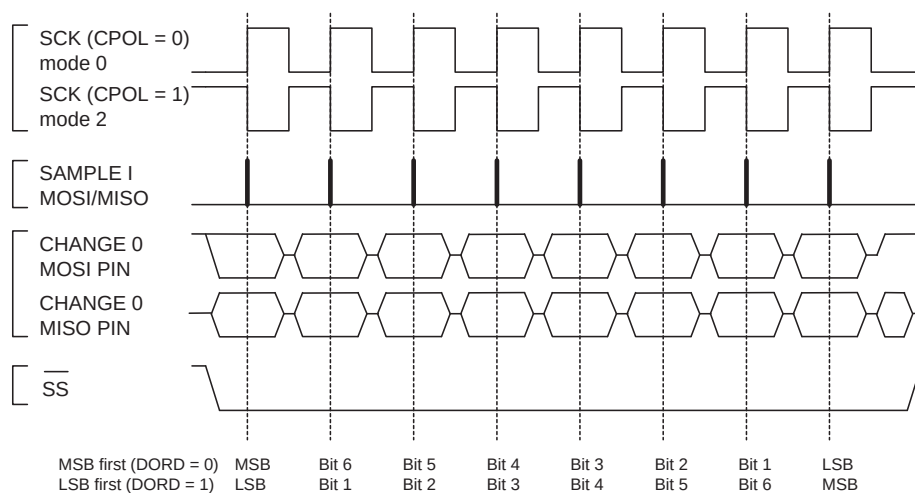 SCK (CPOL = 0)
mode 0
SCK (CPOL = 1)
mode 2
SAMPLE I
MOSI/MISO
CHANGE 0
MOSI PIN
CHANGE 0
MISO PIN
SS
MSB first (DORD = 0) MSB Bit 6 Bit 5 Bit 4 Bit 3 Bit 2 Bit 1 LSB
LSB first (DORD = 1) LSB Bit 1 Bit 2 Bit 3 Bit 4 Bit 5 Bit 6 MSB